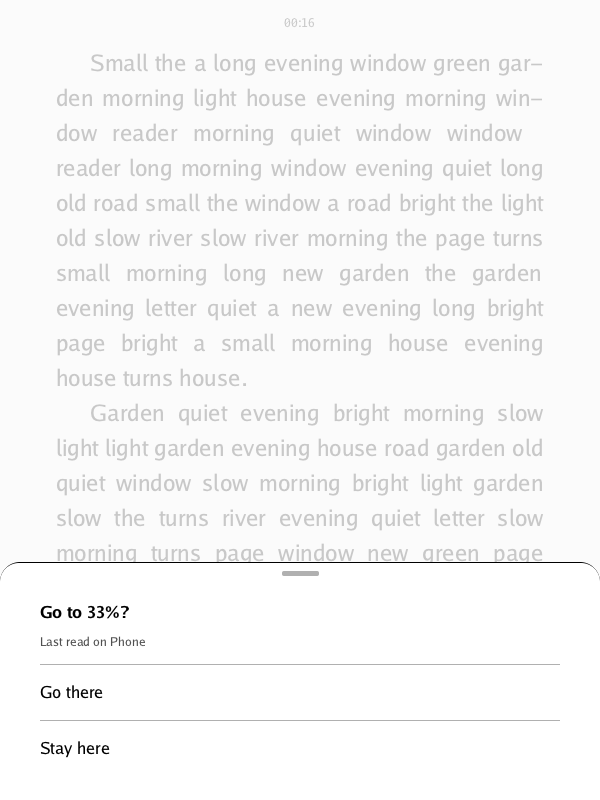 00:16
Small the a long evening window green gar-
den morning light house evening morning win-
dow reader morning quiet window window
reader long morning window evening quiet long
old road small the window a road bright the light
old slow river slow river morning the page turns
small morning long new garden the garden
evening letter quiet a new evening long bright
page bright a small morning house evening
house turns house.
Garden quiet evening bright morning slow
light light garden evening house road garden old
quiet window slow morning bright light garden
slow the turns river evening quiet letter slow
morning turns page window new green page
Go to 33%?
Last read on Phone
Go there
Stay here